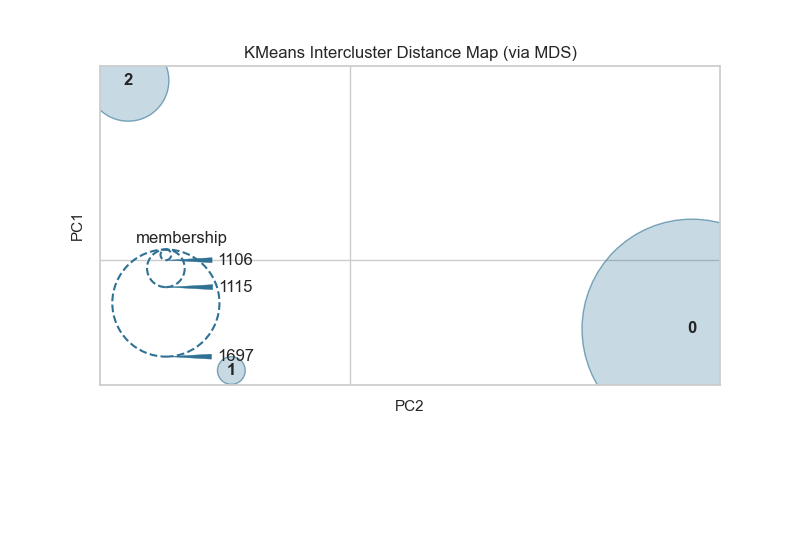 KMeans Intercluster Distance Map (via MDS)
2
PC1
membership
1106
1115
1697
1
0
PC2